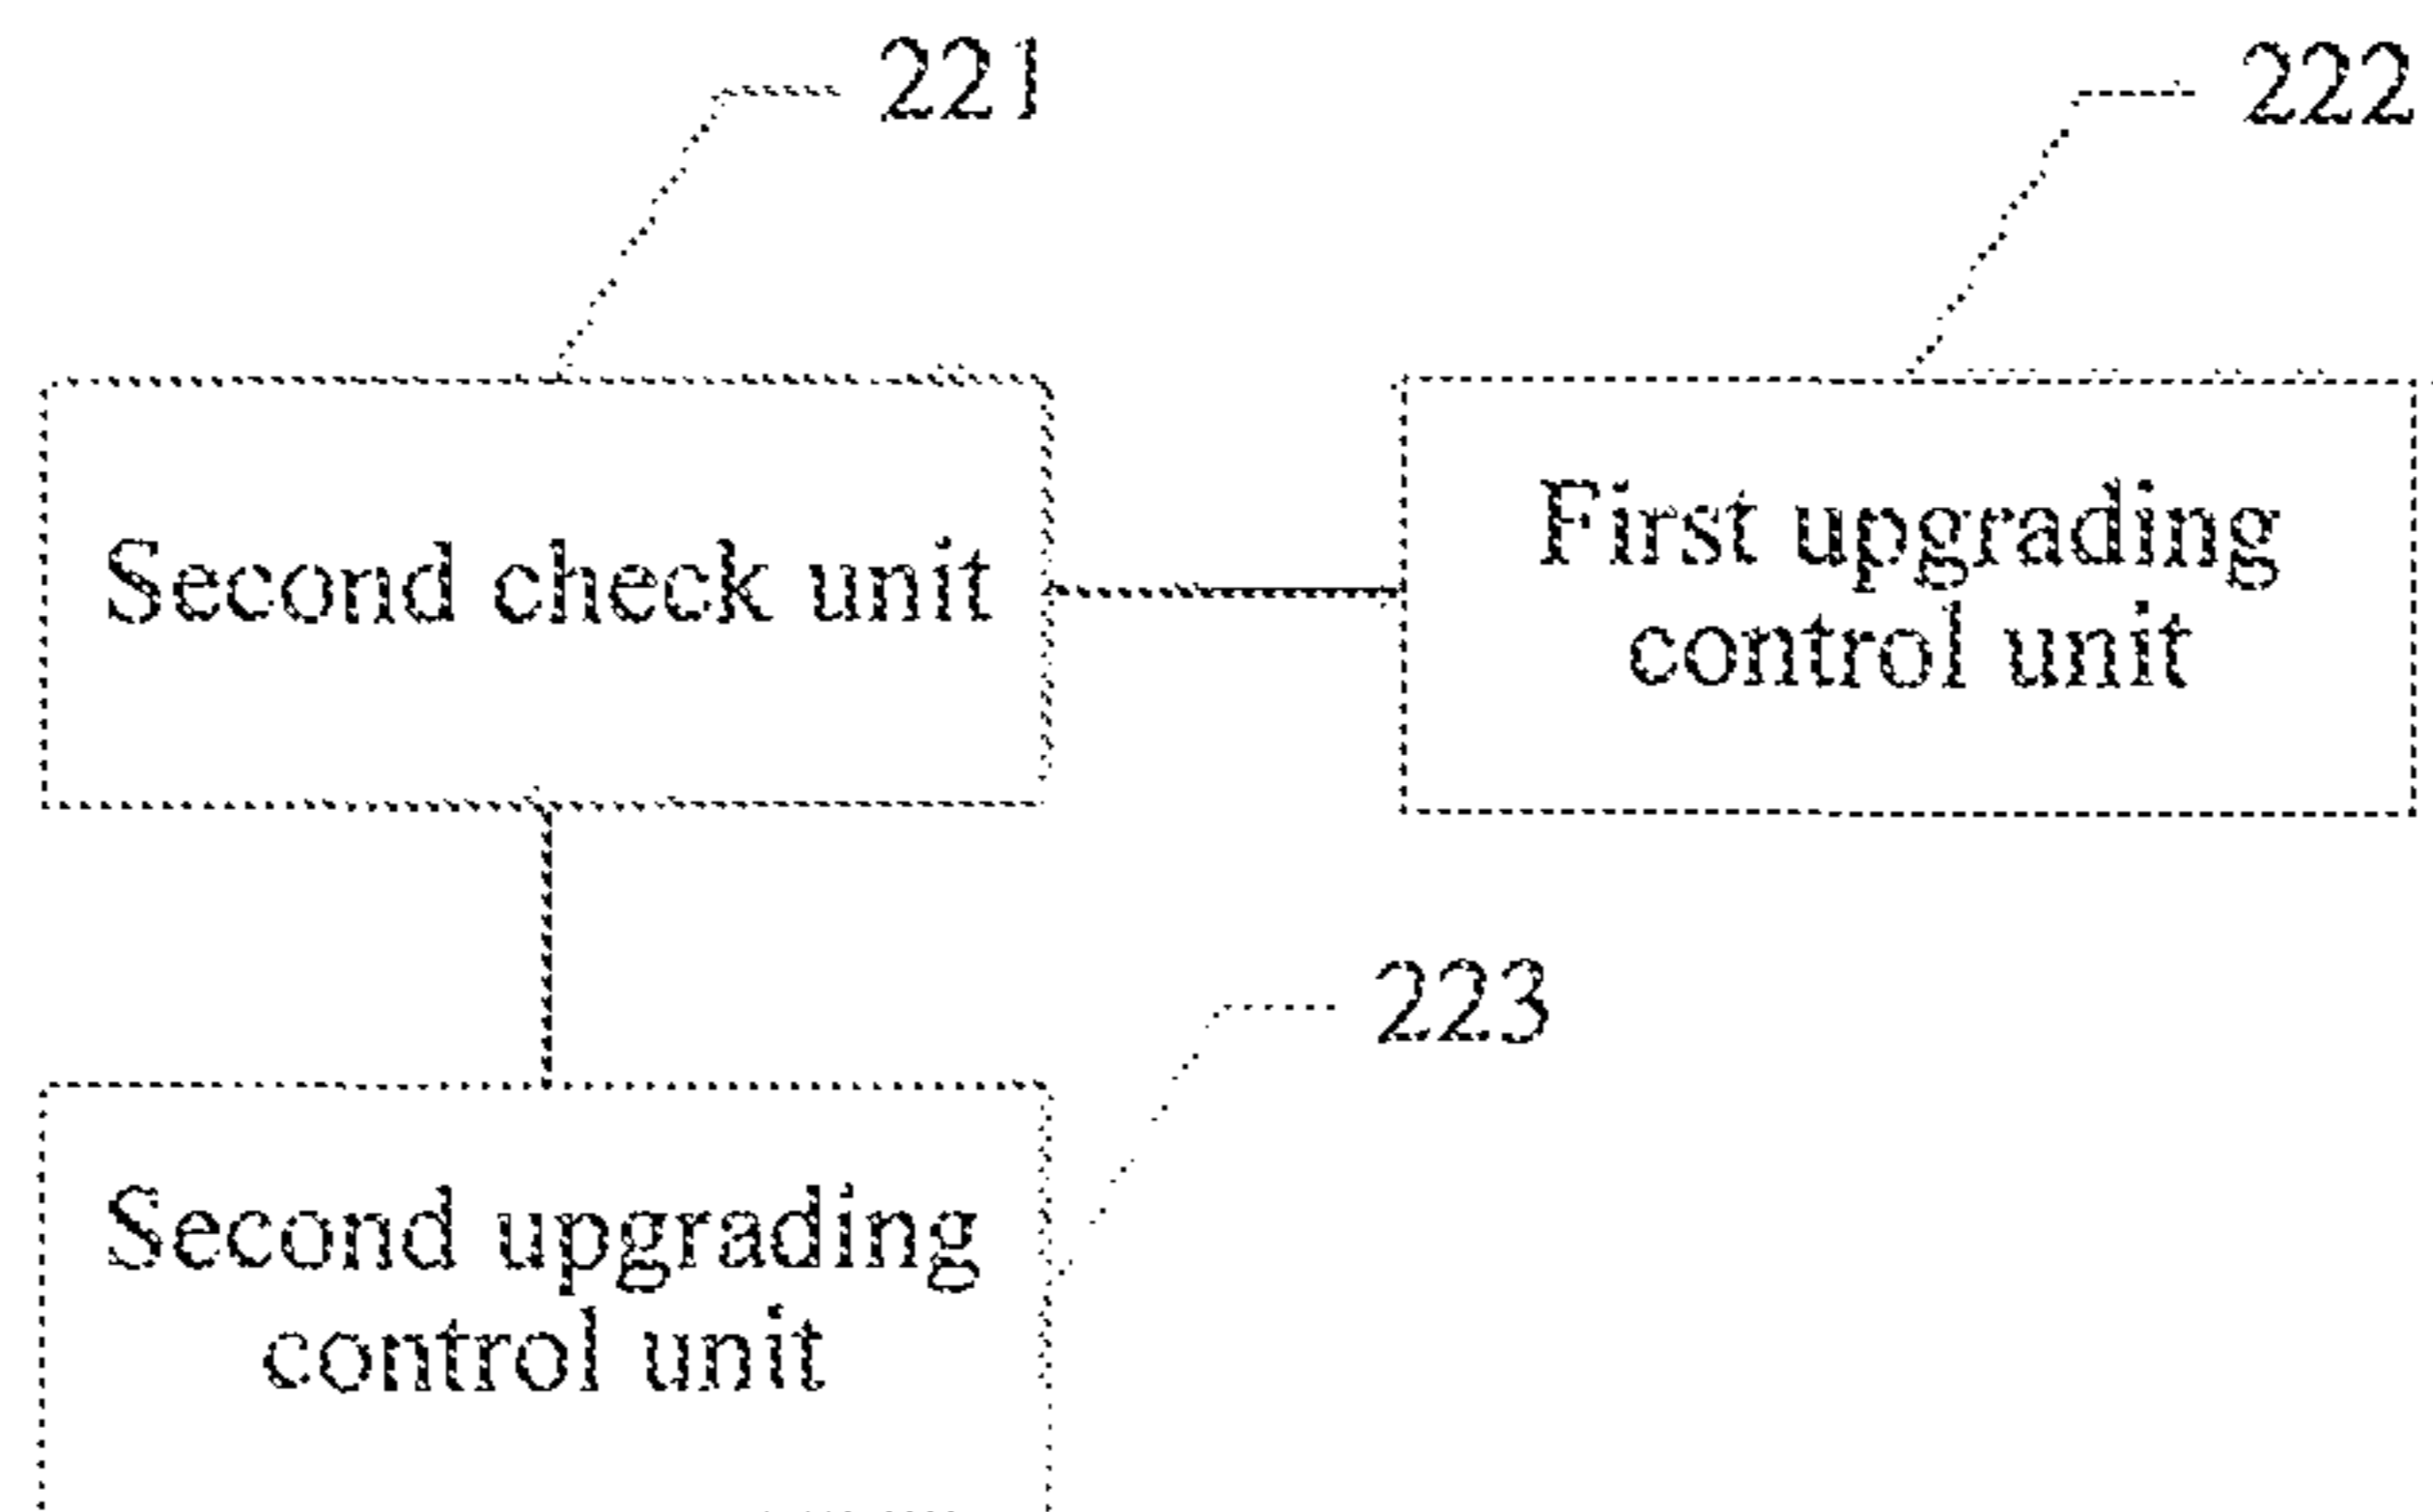 221
222
Second check unit
First upgrading
control unit
223
Second upgrading
control unit